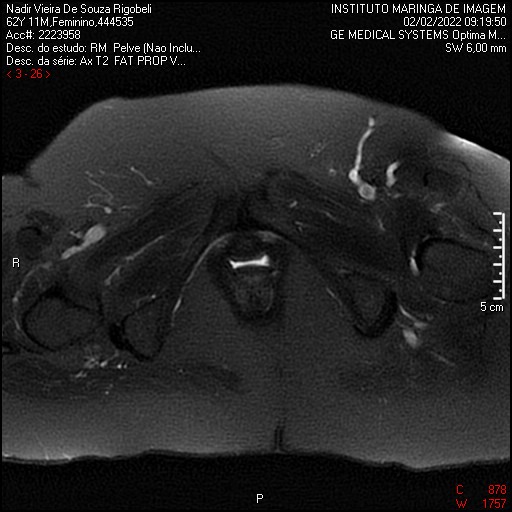 Nadir Vieira De Souza Rigobeli
62Y 11M,Feminino,444535
Acc#: 2223958
Desc. do estudo: RM Pelve (Nao Inclu...
Desc. da série: Ax T2 FAT PROP V...
< 3 - 26 >
INSTITUTO MARINGA DE IMAGEM
02/02/2022 09:19:50
GE MEDICAL SYSTEMS Optima M...
SW 6,00 mm
R
5 cm
P
C 878
W 1757